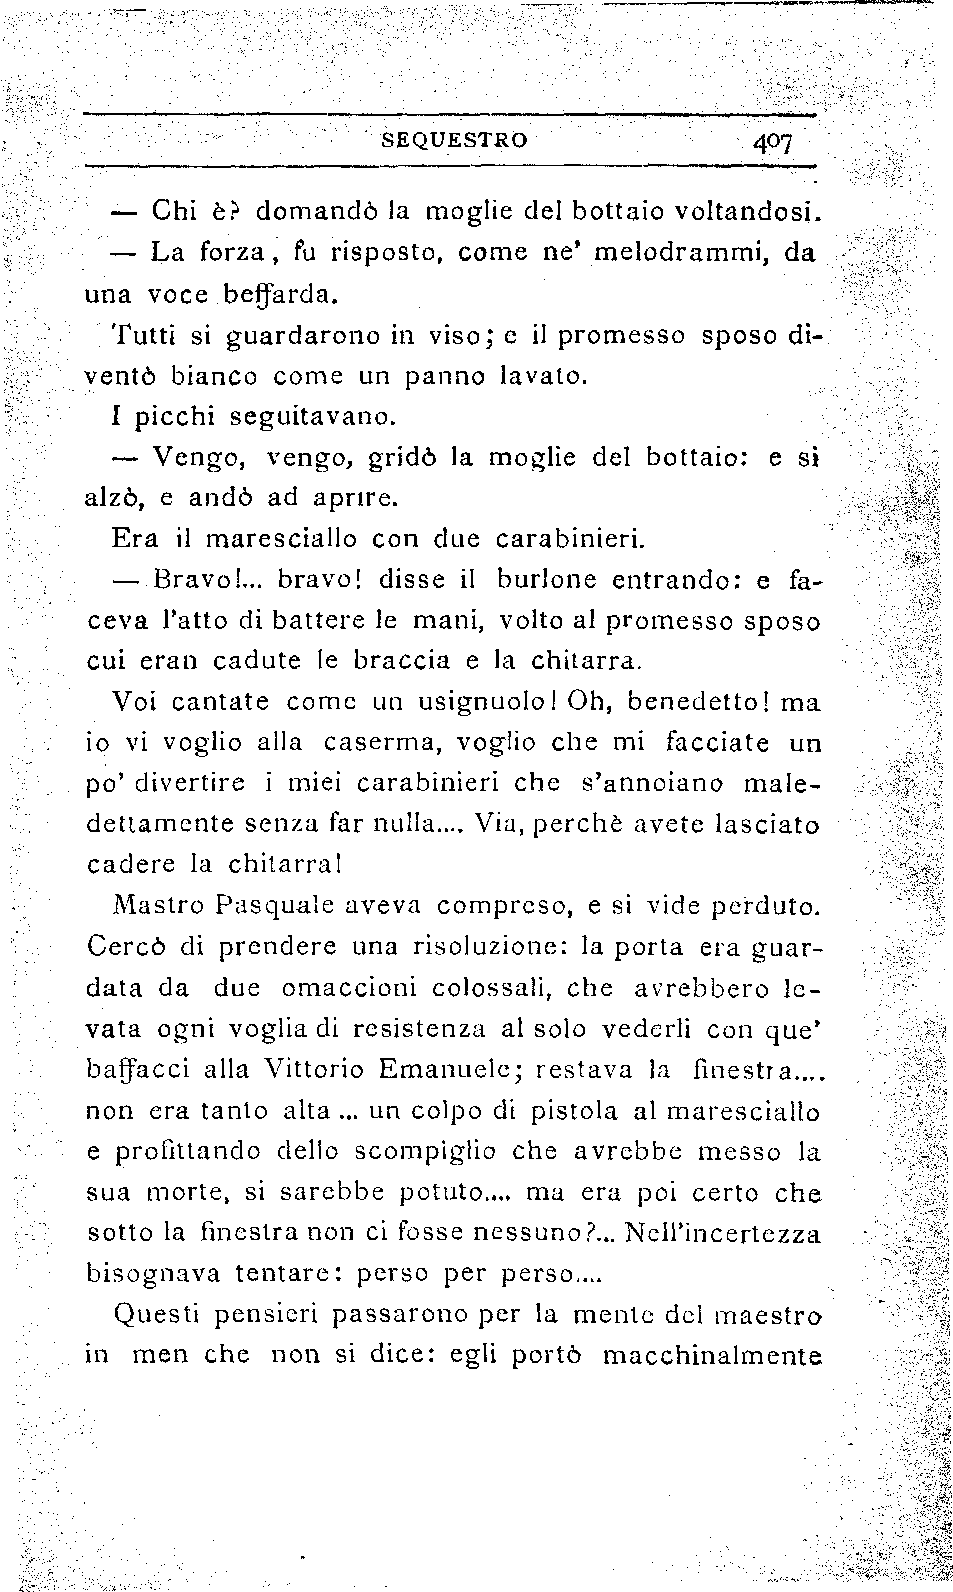 SEQUESTRO 407
— Chi è? domandò la moglie del bottaio voltandosi.
— La forza, fu risposto, come ne' melodrammi, da
una voce beffarda.
Tutti si guardarono in viso; e il promesso sposo di-
ventò bianco come un panno lavato.
I picchi seguitavano.
— Vengo, vengo, gridò la moglie del bottaio: e si
alzò, e andò ad aprire.
Era il maresciallo con due carabinieri.
— Bravo!... bravo! disse il burlone entrando: e fa-
ceva l'atto di battere le mani, volto al promesso sposo
cui eran cadute le braccia e la chitarra.
Voi cantate come un usignuolo! Oh, benedetto! ma
io vi voglio alla caserma, voglio che mi facciate un
po' divertire i miei carabinieri che s'annoiano male-
dettamente senza far nulla.... Via, perchè avete lasciato
cadere la chitarra!
Mastro Pasquale aveva compreso, e si vide perduto.
Cercò di prendere una risoluzione: la porta era guar-
data da due omaccioni colossali, che avrebbero le-
vata ogni voglia di resistenza al solo vederli con que'
baffacci alla Vittorio Emanuele; restava la finestra....
non era tanto alta... un colpo di pistola al maresciallo
e profittando dello scompiglio che avrebbe messo la
sua morte, si sarebbe potuto.... ma era poi certo che
sotto la finestra non ci fosse nessuno?... Nell'incertezza
bisognava tentare: perso per perso....
Questi pensieri passarono per la mente del maestro
in men che non si dice: egli portò macchinalmente